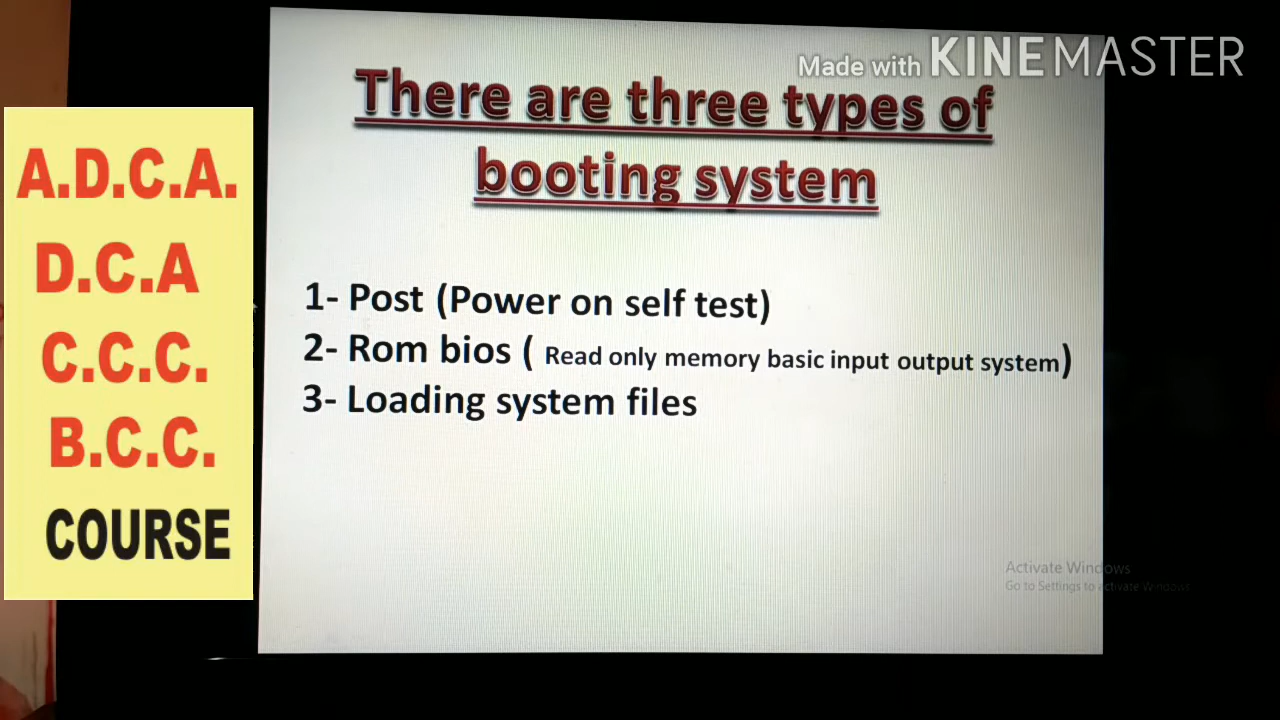 Made with KINEMASTER
There are three types of
booting system
A.D.C.A.
D.C.A
C.C.C.
B.C.C.
COURSE
1- Post (Power on self test)
2- Rom bios ( Read only memory basic input output system)
3- Loading system files
Activate Windows
Go to Settings to activate Windows